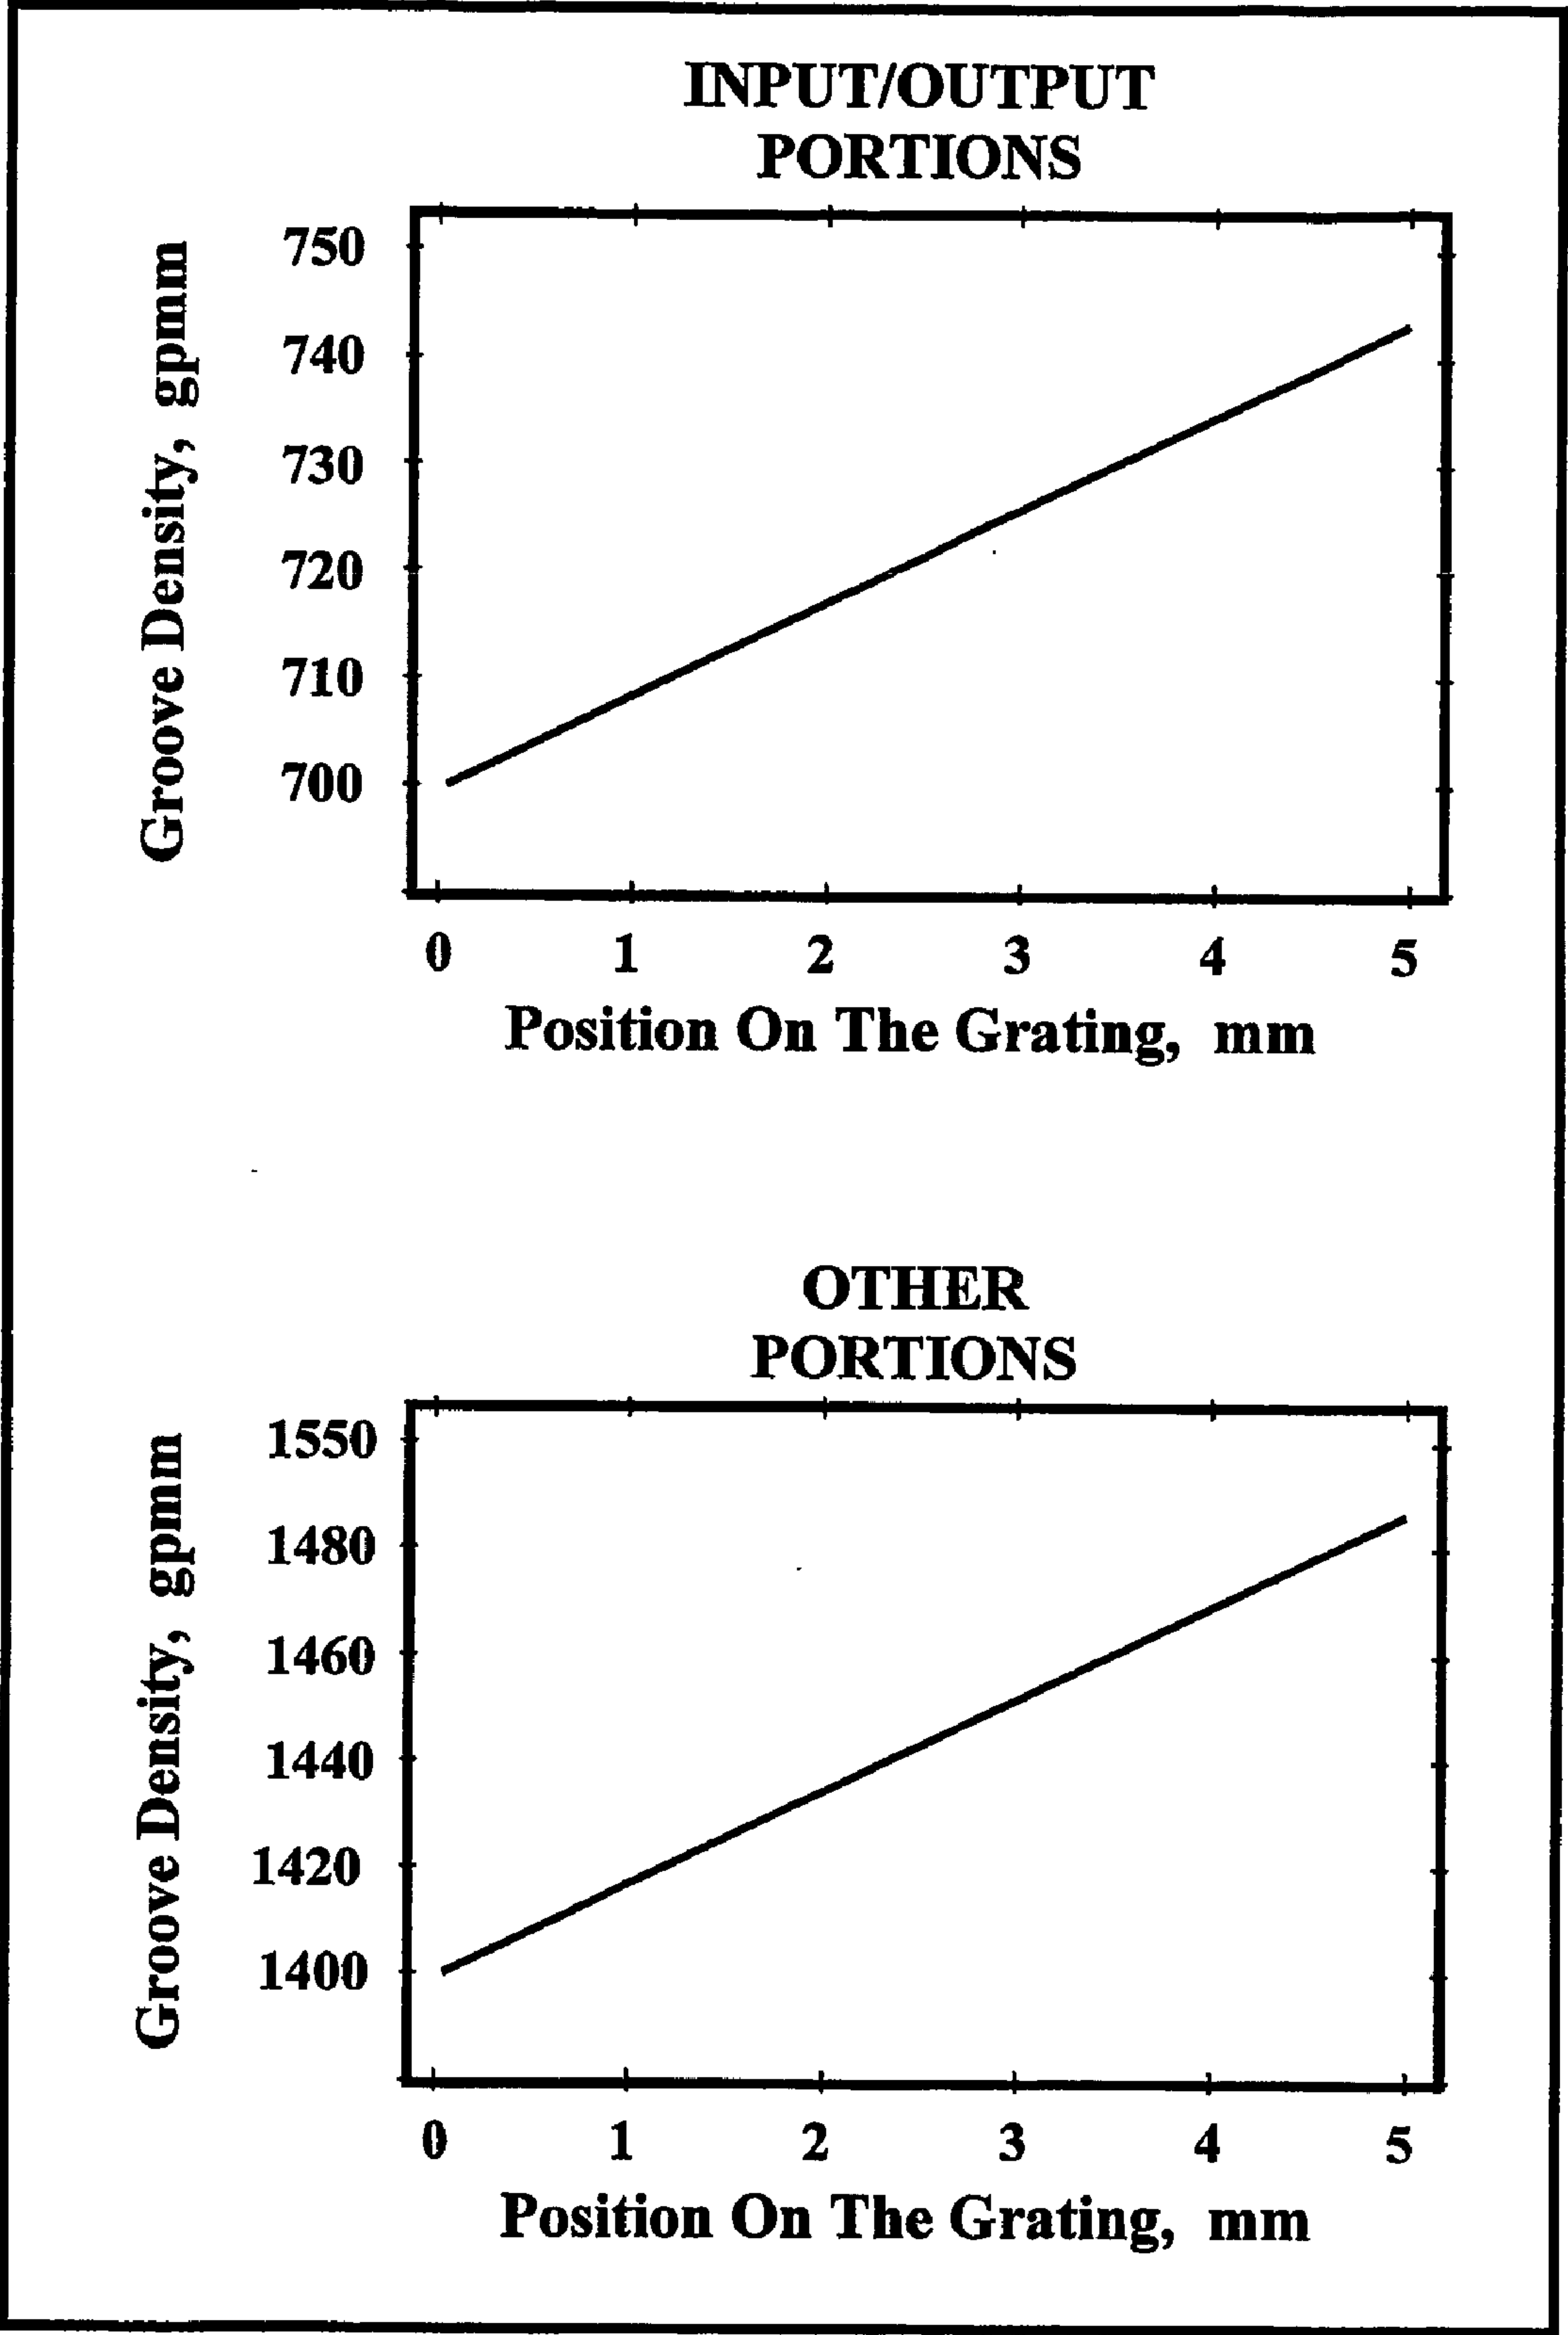 INPUT/OUTPUT
PORTIONS
Groove Density, gpmm
750
740
730
720
710
700
0 1 2 3 4 5
Position On The Grating, mm
OTHER
PORTIONS
Groove Density, gpmm
1550
1480
1460
1440
1420
1400
0 1 2 3 4 5
Position On The Grating, mm